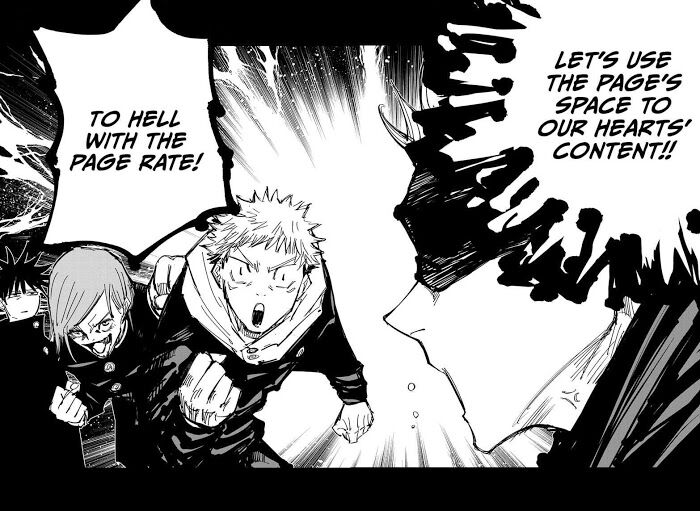 LET'S USE
THE PAGE'S
SPACE TO
OUR HEARTS'
CONTENT!!
TO HELL
WITH THE
PAGE RATE!